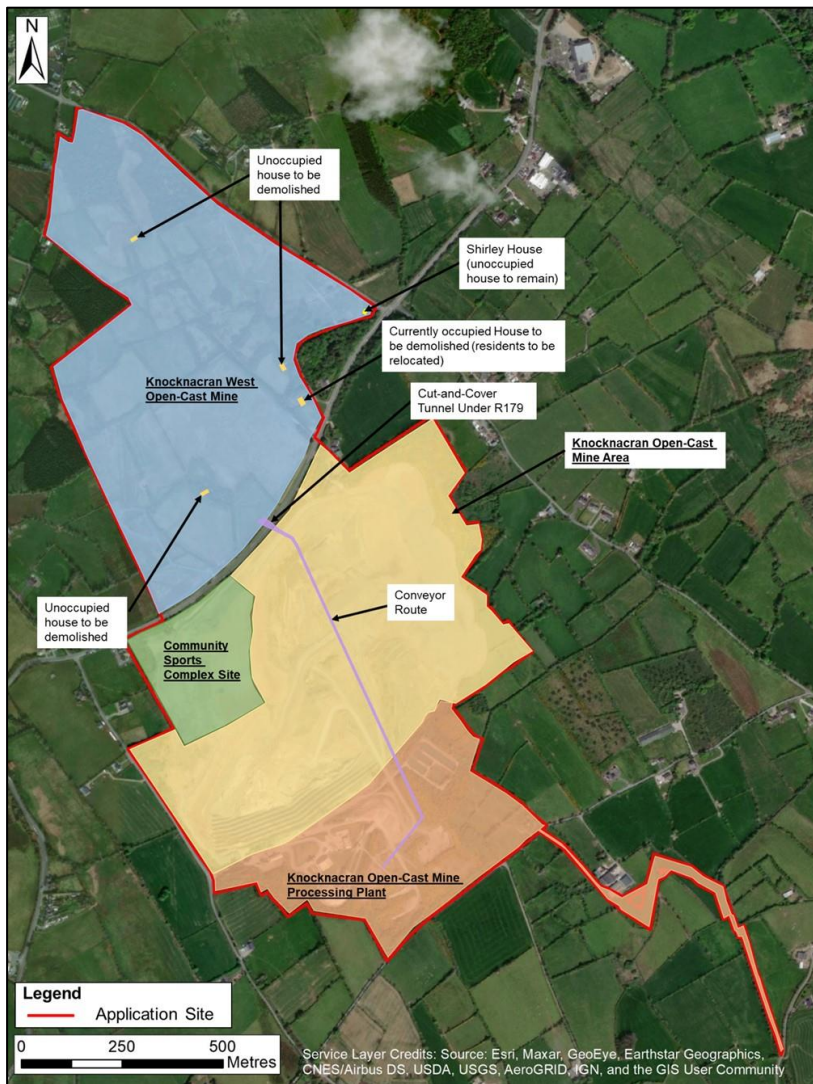 N
Unoccupied
house to be
demolished
Shirley House
(unoccupied
house to remain)
Currently occupied House to
be demolished (residents to be
relocated)
Knocknacran West
Open-Cast Mine
Cut-and-Cover
Tunnel Under R179
Knocknacran Open-Cast
Mine Area
Unoccupied
house to be
demolished
Conveyor
Route
Community
Sports
Complex Site
Knocknacran Open-Cast Mine
Processing Plant
Legend
Application Site
0 250 500
Metres
Service Layer Credits: Source: Esri, Maxar, GeoEye, Earthstar Geographics,
CNES/Airbus DS, USDA, USGS, AeroGRID, IGN, and the GIS User Community